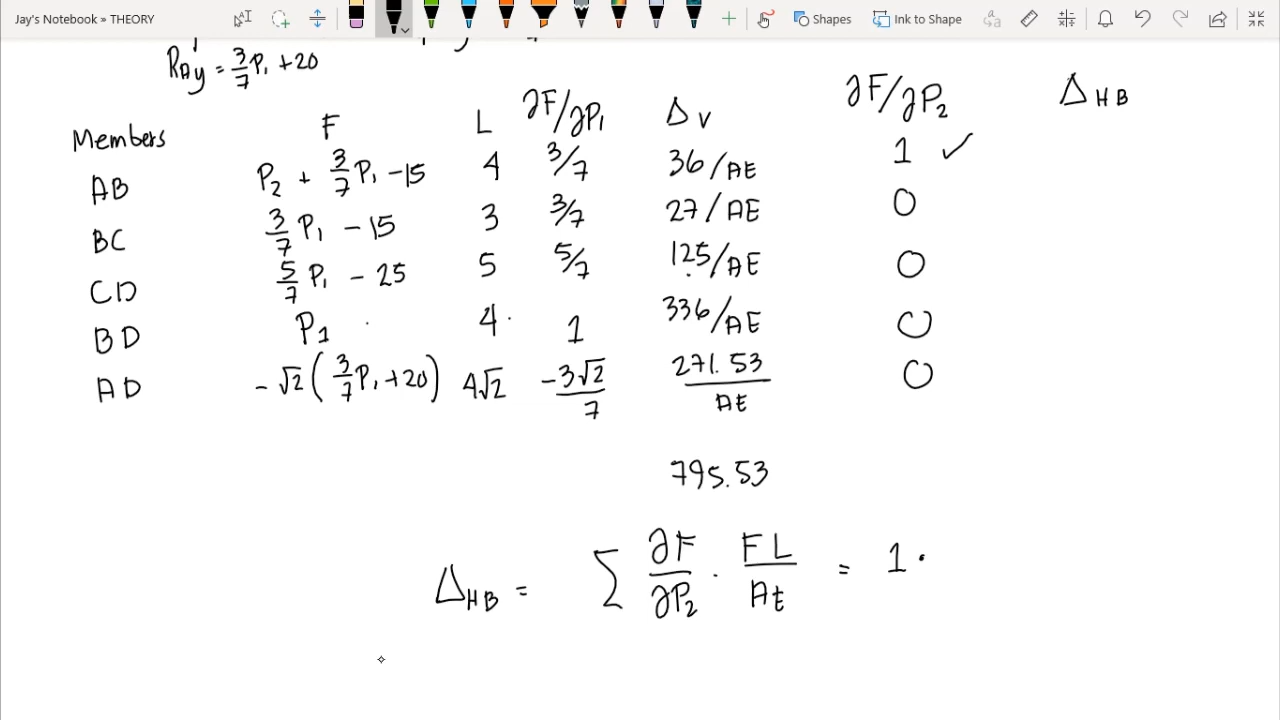 Jay's Notebook » THEORY
Shapes Ink to Shape
RAy = 3/7 P1 + 20
Members F L ∂F/∂P1 Δv ∂F/∂P2 ΔHB
AB P2 + 3/7 P1 - 15 4 3/7 36/AE 1 ✓
BC 3/7 P1 - 15 3 3/7 27/AE 0
CD 5/7 P1 - 25 5 5/7 125/AE 0
BD P1 4 1 336/AE 0
AD -√2 (3/7 P1 + 20) 4√2 -3√2/7 271.53/AE 0
795.53
ΔHB = Σ ∂F/∂P2 · FL/AE = 1 ·